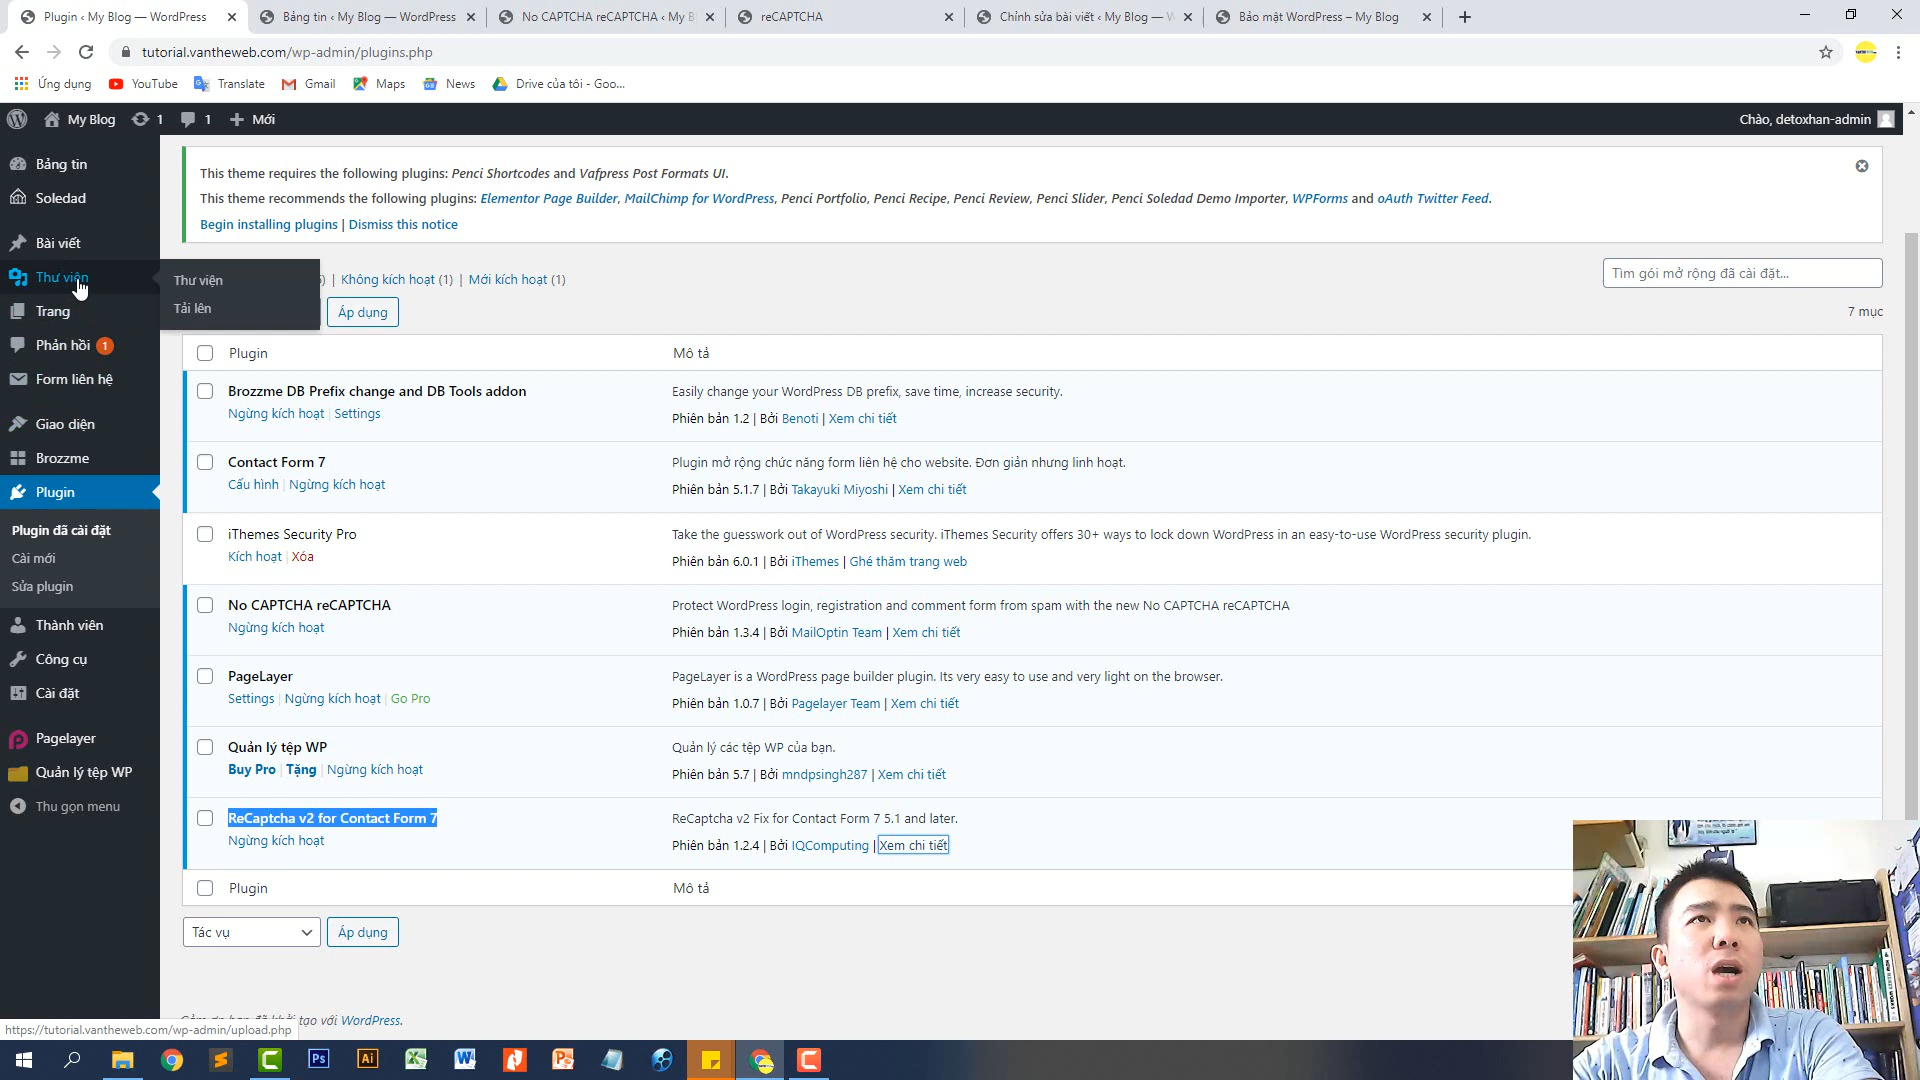 Plugin ‹ My Blog — WordPress
Bảng tin ‹ My Blog — WordPress
No CAPTCHA reCAPTCHA ‹ My B
reCAPTCHA
Chỉnh sửa bài viết ‹ My Blog — W
Bảo mật WordPress – My Blog
tutorial.vantheweb.com/wp-admin/plugins.php
Ứng dụng
YouTube
Translate
Gmail
Maps
News
Drive của tôi - Goo...
My Blog
1
1
Mới
Chào, detoxhan-admin
Bảng tin
Soledad
Bài viết
Thư viện
Trang
Phản hồi 1
Form liên hệ
Giao diện
Brozzme
Plugin
Plugin đã cài đặt
Cài mới
Sửa plugin
Thành viên
Công cụ
Cài đặt
Pagelayer
Quản lý tệp WP
Thu gọn menu
Thư viện
Tải lên
This theme requires the following plugins: Penci Shortcodes and Vafpress Post Formats UI.
This theme recommends the following plugins: Elementor Page Builder, MailChimp for WordPress, Penci Portfolio, Penci Recipe, Penci Review, Penci Slider, Penci Soledad Demo Importer, WPForms and oAuth Twitter Feed.
Begin installing plugins | Dismiss this notice
) | Không kích hoạt (1) | Mới kích hoạt (1)
Tìm gói mở rộng đã cài đặt...
Áp dụng
7 mục
Plugin
Mô tả
Brozzme DB Prefix change and DB Tools addon
Easily change your WordPress DB prefix, save time, increase security.
Ngừng kích hoạt | Settings
Phiên bản 1.2 | Bởi Benoti | Xem chi tiết
Contact Form 7
Plugin mở rộng chức năng form liên hệ cho website. Đơn giản nhưng linh hoạt.
Cấu hình | Ngừng kích hoạt
Phiên bản 5.1.7 | Bởi Takayuki Miyoshi | Xem chi tiết
iThemes Security Pro
Take the guesswork out of WordPress security. iThemes Security offers 30+ ways to lock down WordPress in an easy-to-use WordPress security plugin.
Kích hoạt | Xóa
Phiên bản 6.0.1 | Bởi iThemes | Ghé thăm trang web
No CAPTCHA reCAPTCHA
Protect WordPress login, registration and comment form from spam with the new No CAPTCHA reCAPTCHA
Ngừng kích hoạt
Phiên bản 1.3.4 | Bởi MailOptin Team | Xem chi tiết
PageLayer
PageLayer is a WordPress page builder plugin. Its very easy to use and very light on the browser.
Settings | Ngừng kích hoạt | Go Pro
Phiên bản 1.0.7 | Bởi Pagelayer Team | Xem chi tiết
Quản lý tệp WP
Quản lý các tệp WP của bạn.
Buy Pro | Tặng | Ngừng kích hoạt
Phiên bản 5.7 | Bởi mndpsingh287 | Xem chi tiết
ReCaptcha v2 for Contact Form 7
ReCaptcha v2 Fix for Contact Form 7 5.1 and later.
Ngừng kích hoạt
Phiên bản 1.2.4 | Bởi IQComputing | Xem chi tiết
Plugin
Mô tả
Tác vụ
Áp dụng
tạo với WordPress.
https://tutorial.vantheweb.com/wp-admin/upload.php